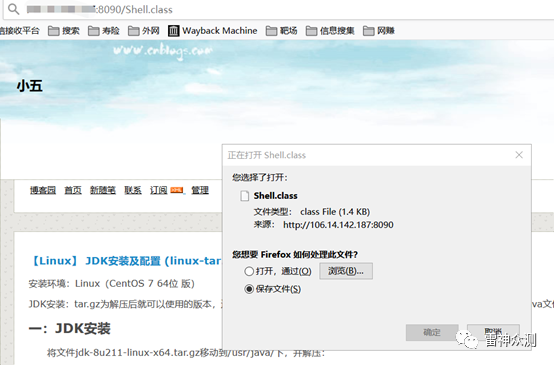 :8090/Shell.class
信接收平台 搜索 寿险 外网 Wayback Machine 靶场 信息搜集 网赚
www.cnblogs.com
小五
博客园 首页 新随笔 联系 订阅 管理
正在打开 Shell.class
您选择了打开：
Shell.class
文件类型： class File (1.4 KB)
来源： http://106.14.142.187:8090
您想要 Firefox 如何处理此文件？
打开，通过(O) 浏览(B)...
保存文件(S)
确定 取消
【Linux】 JDK安装及配置 (linux-tar
安装环境：Linux（CentOS 7 64位 版）
JDK安装：tar.gz为解压后就可以使用的版本，
va文件
一：JDK安装
将文件jdk-8u211-linux-x64.tar.gz移动到/usr/java/下，并解压：
雷神众测